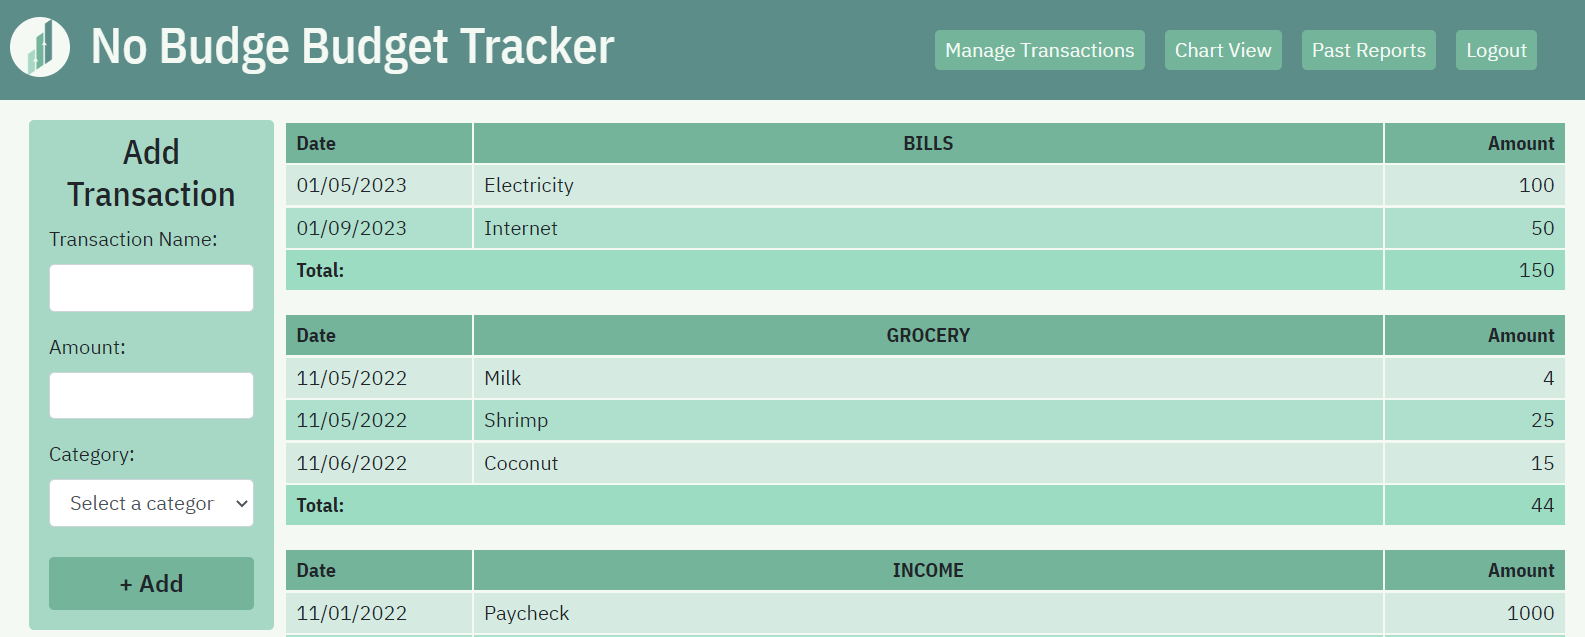 No Budge Budget Tracker
Manage Transactions Chart View Past Reports Logout
Add
Transaction
Transaction Name:
Amount:
Category:
Select a categor
+ Add
Date BILLS Amount
01/05/2023 Electricity 100
01/09/2023 Internet 50
Total: 150
Date GROCERY Amount
11/05/2022 Milk 4
11/05/2022 Shrimp 25
11/06/2022 Coconut 15
Total: 44
Date INCOME Amount
11/01/2022 Paycheck 1000